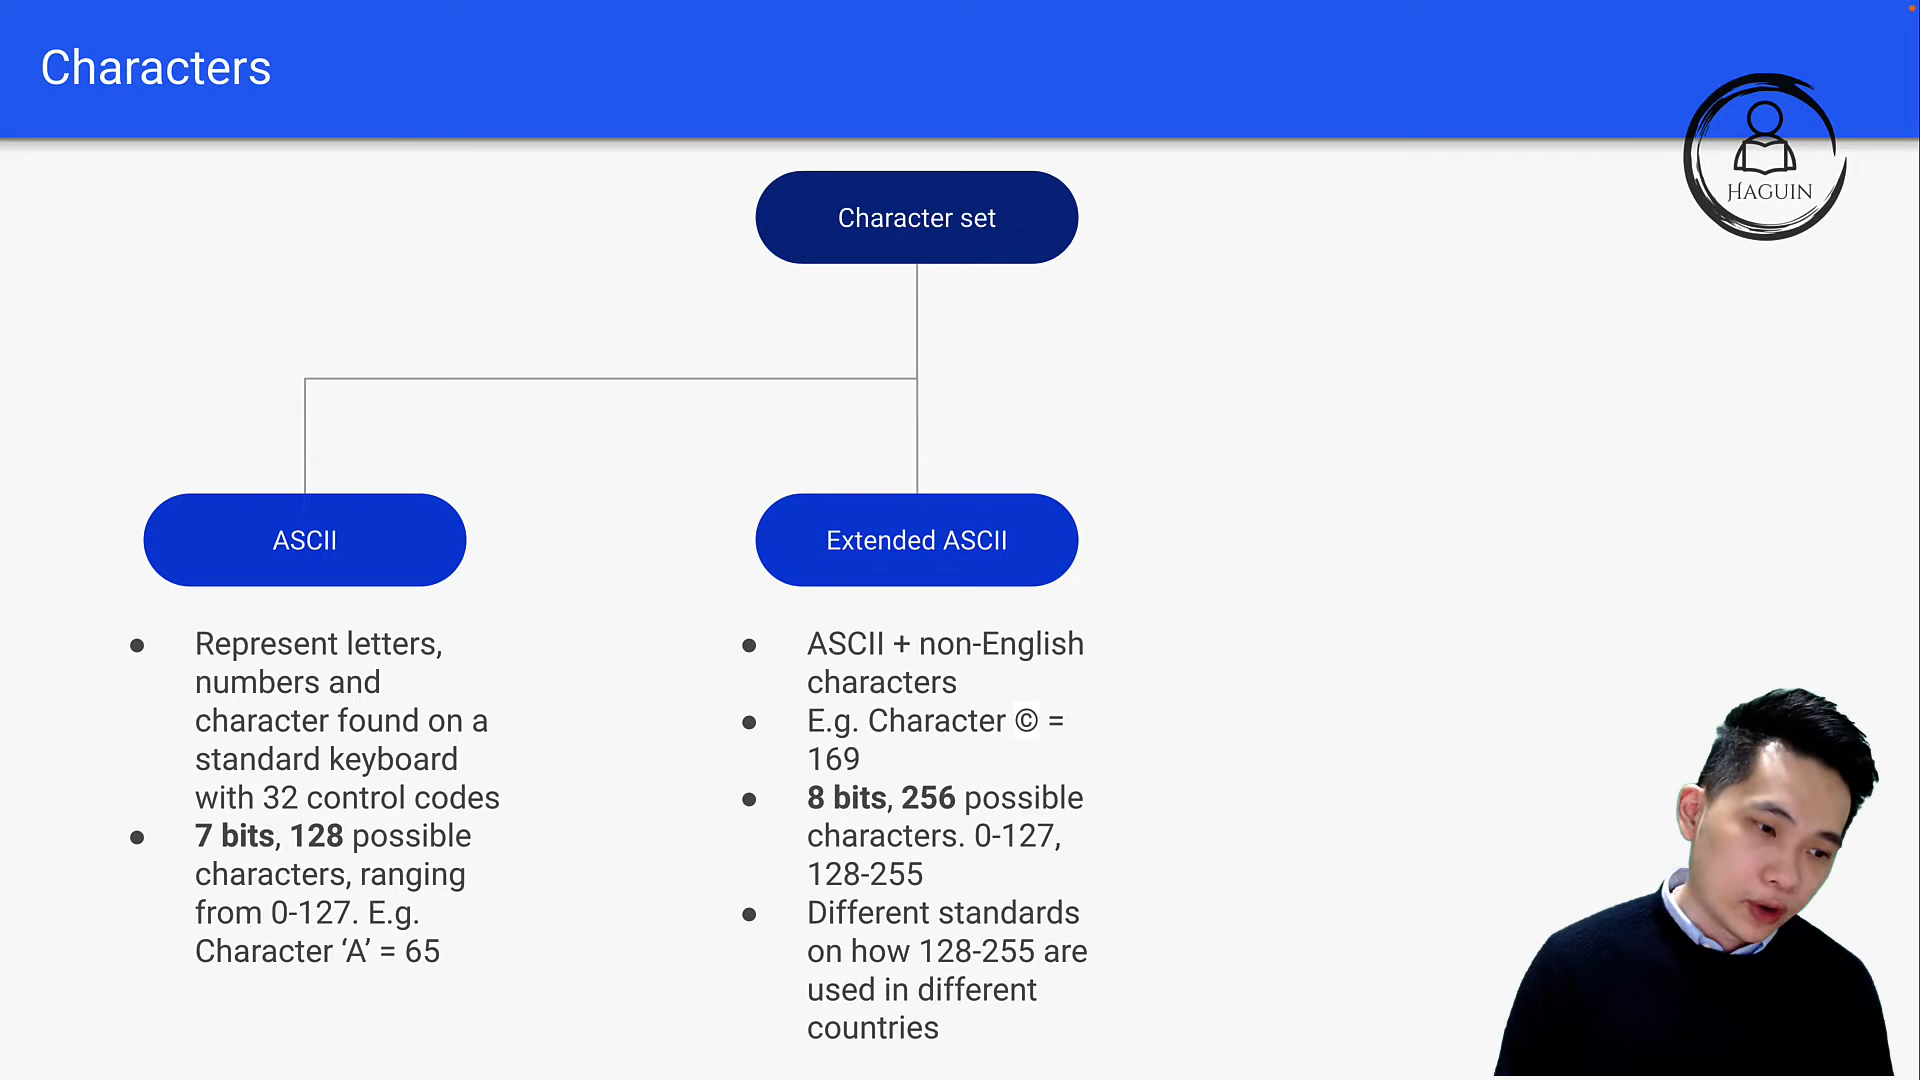 Characters
HAGUIN
Character set
ASCII
Extended ASCII
● Represent letters,
numbers and
character found on a
standard keyboard
with 32 control codes
● 7 bits, 128 possible
characters, ranging
from 0-127. E.g.
Character ‘A’ = 65
● ASCII + non-English
characters
● E.g. Character © =
169
● 8 bits, 256 possible
characters. 0-127,
128-255
● Different standards
on how 128-255 are
used in different
countries